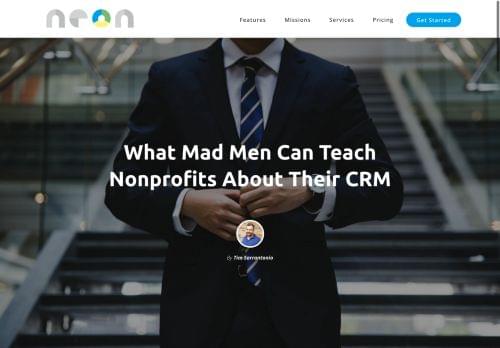 neon
Features Missions Services Pricing Get Started
What Mad Men Can Teach
Nonprofits About Their CRM
By Tim Sarrantonio